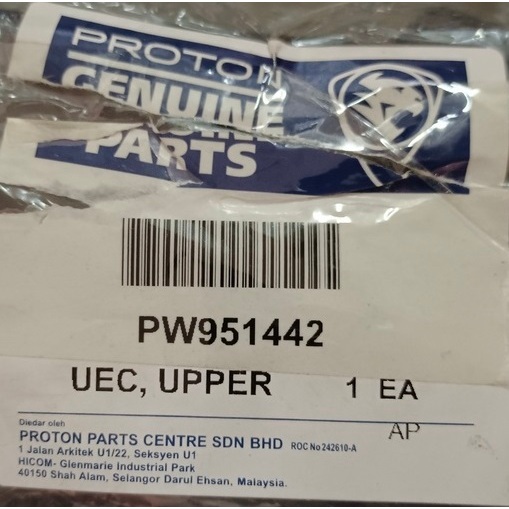 PROTON
GENUINE
PARTS
PW951442
UEC, UPPER 1 EA
AP
Diedar oleh
PROTON PARTS CENTRE SDN BHD ROC No 242610-A
1 Jalan Arkitek U1/22, Seksyen U1
HICOM- Glenmarie Industrial Park
40150 Shah Alam, Selangor Darul Ehsan, Malaysia.